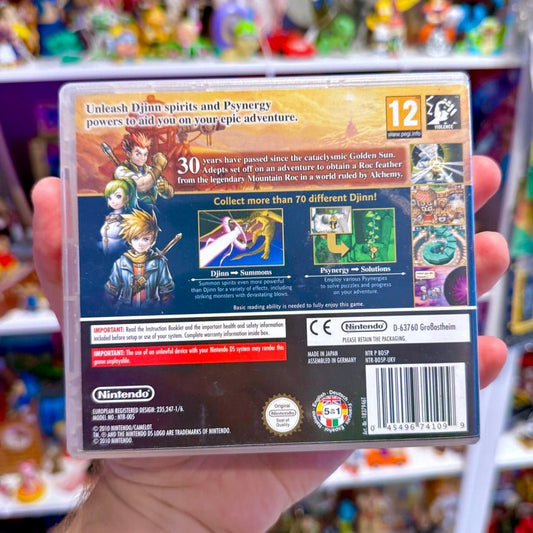 Unleash Djinn spirits and Psynergy
powers to aid you on your epic adventure.
12
www.pegi.info
VIOLENCE
30 years have passed since the cataclysmic Golden Sun.
Adepts set off on an adventure to obtain a Roc feather
from the legendary Mountain Roc in a world ruled by Alchemy.
Collect more than 70 different Djinn!
Djinn → Summons
Summon spirits even more powerful
than Djinn for a variety of effects, including
striking monsters with devastating blows.
Psynergy → Solutions
Employ various Psynergies
to solve puzzles and progress
on your adventure.
Basic reading ability is needed to fully enjoy this game.
IMPORTANT: Read the Instruction Booklet and the important health and safety information
included before setup or use of your system. Complete warranty information inside box.
IMPORTANT: The use of an unlawful device with your Nintendo DS system may render this
game unplayable.
CE Nintendo D-63760 Großostheim
PLEASE RETAIN THE PACKAGING.
MADE IN JAPAN
ASSEMBLED IN GERMANY
NTR P BO5P
NTR-BO5P-UKV
Nintendo
EUROPEAN REGISTERED DESIGN: 235,247-1/6.
MODEL NO.: NTR-005
© 2010 NINTENDO/CAMELOT.
TM, ® AND THE NINTENDO DS LOGO ARE TRADEMARKS OF NINTENDO.
© 2010 NINTENDO.
Original
Nintendo
Seal of Quality
English
Deutsch
5 in 1
0 45496 74109 9